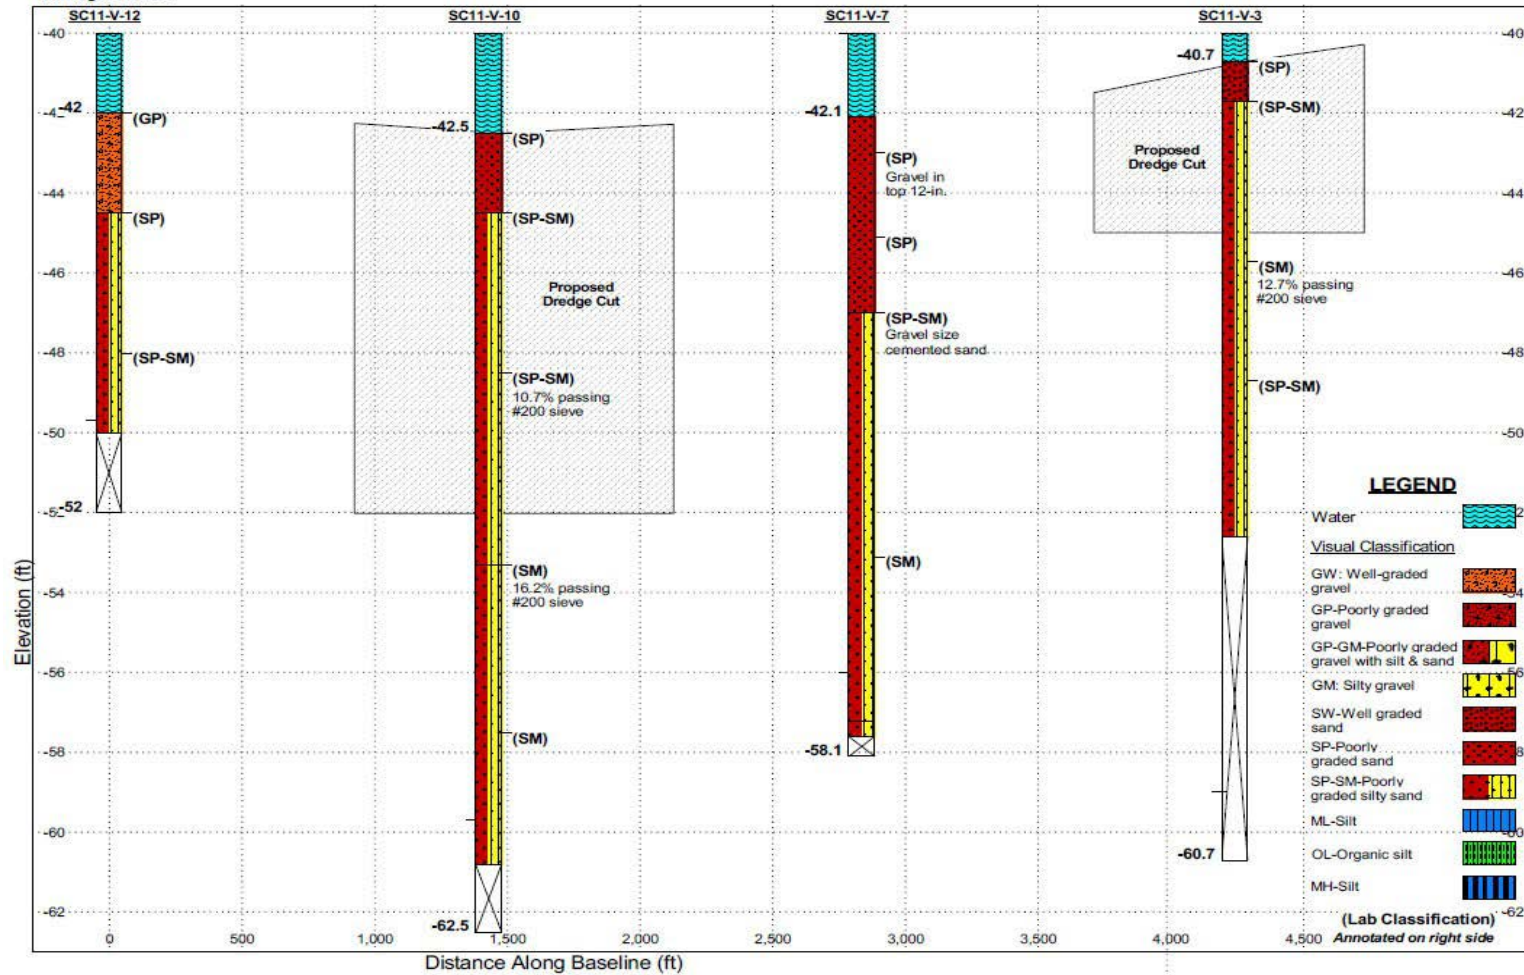 SC11-V-12
SC11-V-10
SC11-V-7
SC11-V-3
-40
-40
-42
(GP)
-44
(SP)
-46
-48
(SP-SM)
-50
-52
-54
-56
-58
-60
-62
-42.5
(SP)
(SP-SM)
Proposed
Dredge Cut
(SP-SM)
10.7% passing
#200 sieve
(SM)
16.2% passing
#200 sieve
(SM)
-62.5
-42.1
(SP)
Gravel in
top 12-in.
(SP)
(SP-SM)
Gravel size
cemented sand
(SM)
-58.1
-40.7
(SP)
(SP-SM)
Proposed
Dredge Cut
(SM)
12.7% passing
#200 sieve
(SP-SM)
-60.7
-42
-44
-46
-48
-50
LEGEND
Water
Visual Classification
GW: Well-graded
gravel
GP-Poorly graded
gravel
GP-GM-Poorly graded
gravel with silt & sand
GM: Silty gravel
SW-Well graded
sand
SP-Poorly
graded sand
SP-SM-Poorly
graded silty sand
ML-Silt
OL-Organic silt
MH-Silt
(Lab Classification)
Annotated on right side
-62
Elevation (ft)
0
500
1,000
1,500
2,000
2,500
3,000
3,500
4,000
4,500
Distance Along Baseline (ft)